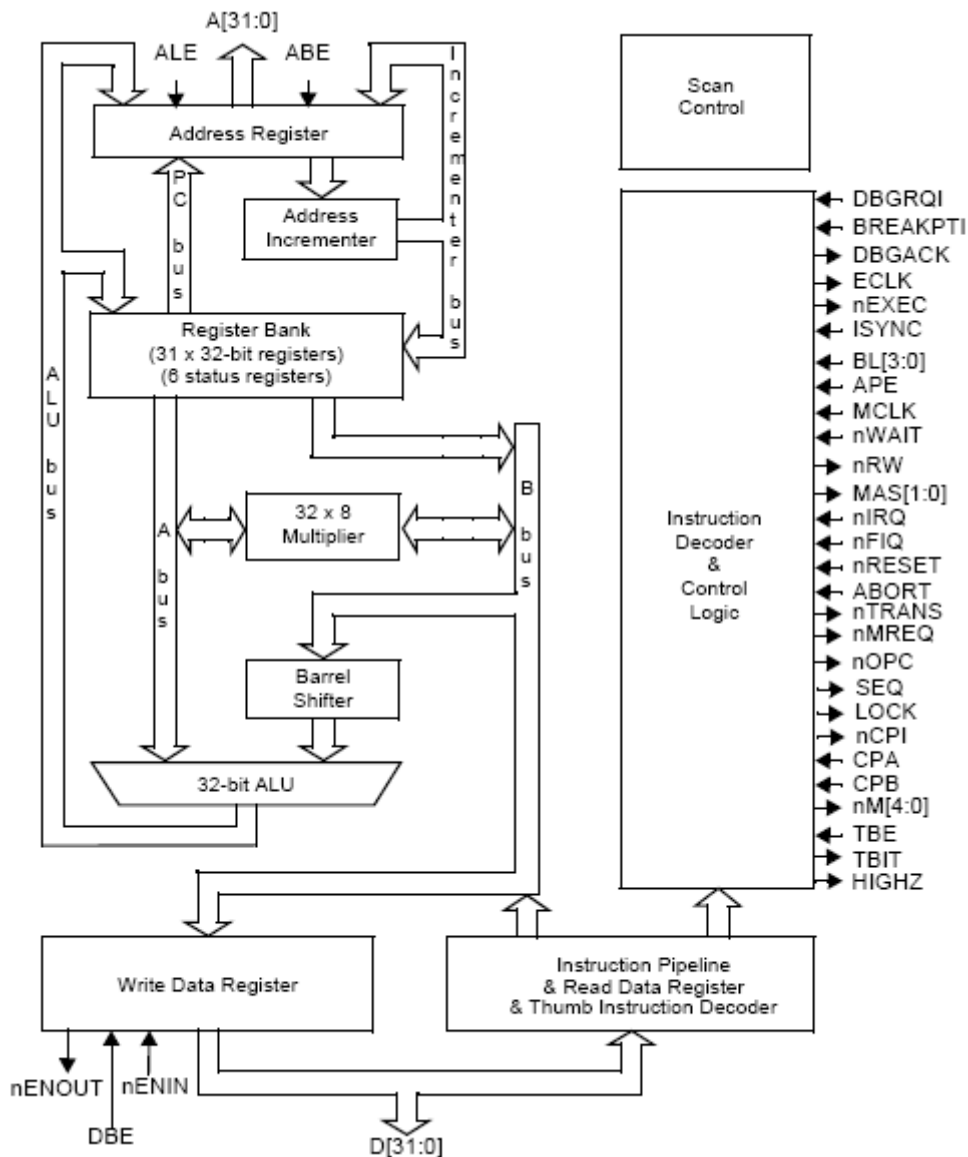 A[31:0]
ALE
ABE
Incrementer bus
Address Register
PC bus
Address
Incrementer
Register Bank
(31 x 32-bit registers)
(6 status registers)
ALU bus
A bus
B bus
32 x 8
Multiplier
Barrel
Shifter
32-bit ALU
Write Data Register
nENOUT
nENIN
DBE
D[31:0]
Instruction Pipeline
& Read Data Register
& Thumb Instruction Decoder
Scan
Control
Instruction
Decoder
&
Control
Logic
DBGRQI
BREAKPTI
DBGACK
ECLK
nEXEC
ISYNC
BL[3:0]
APE
MCLK
nWAIT
nRW
MAS[1:0]
nIRQ
nFIQ
nRESET
ABORT
nTRANS
nMREQ
nOPC
SEQ
LOCK
nCPI
CPA
CPB
nM[4:0]
TBE
TBIT
HIGHZ